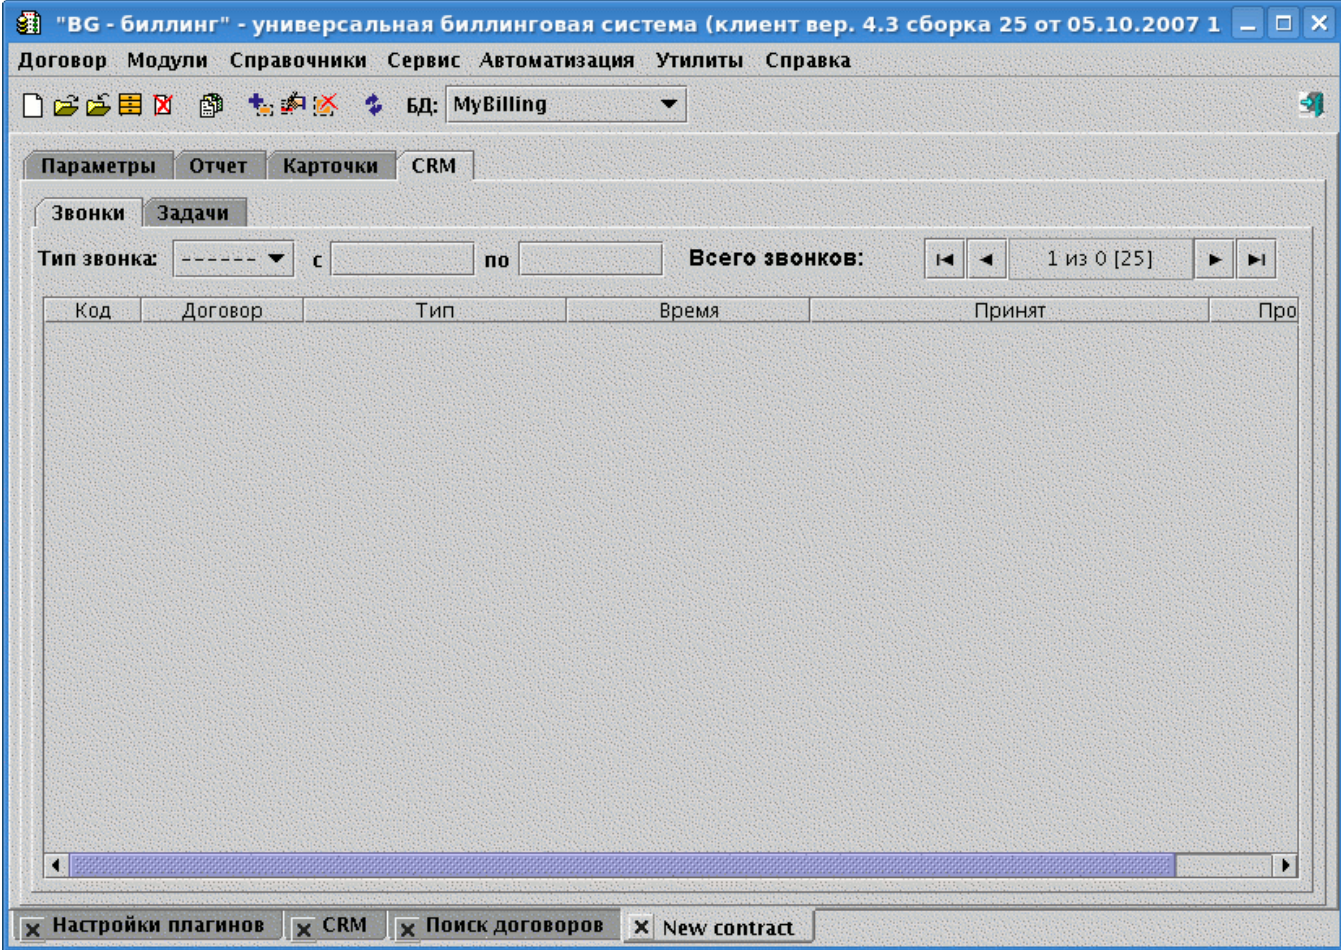 "BG - биллинг" - универсальная биллинговая система (клиент вер. 4.3 сборка 25 от 05.10.2007 1
Договор Модули Справочники Сервис Автоматизация Утилиты Справка
БД: MyBilling
Параметры Отчет Карточки CRM
Звонки Задачи
Тип звонка: ------ с по Всего звонков: 1 из 0 [25]
Код Договор Тип Время Принят Про
Настройки плагинов CRM Поиск договоров New contract